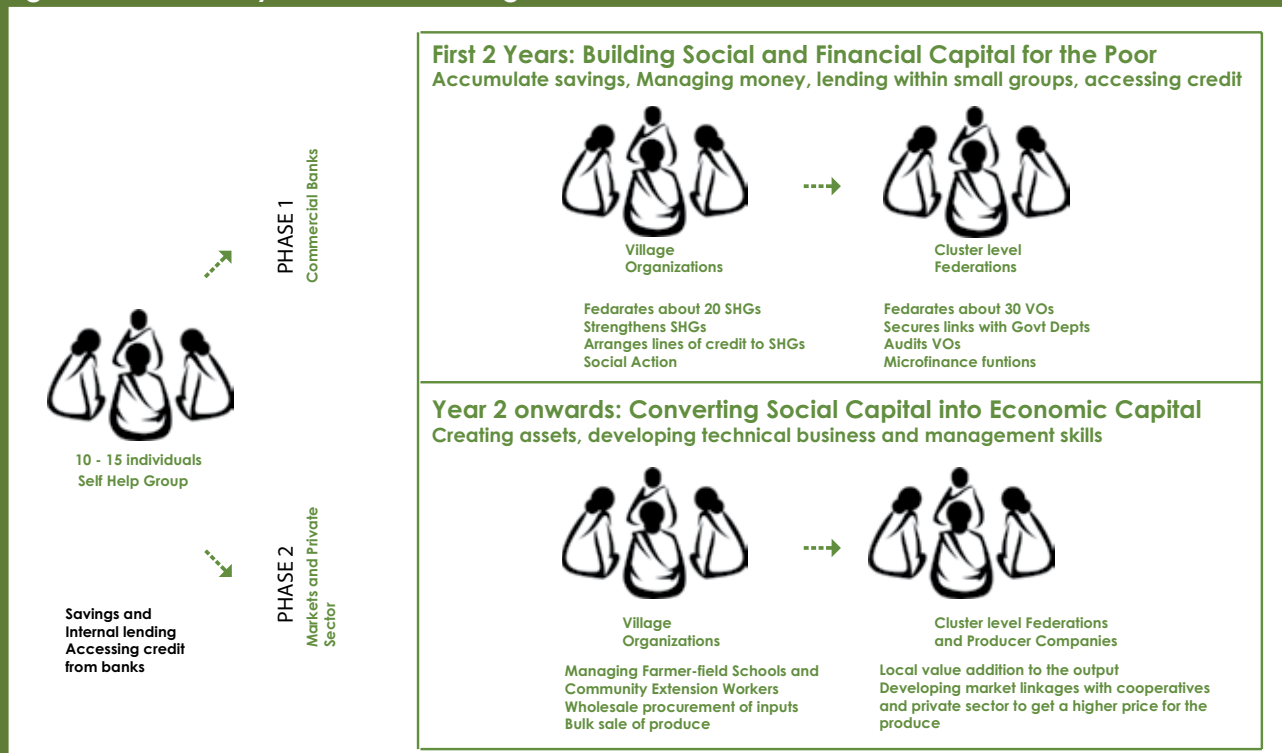 First 2 Years: Building Social and Financial Capital for the Poor
Accumulate savings, Managing money, lending within small groups, accessing credit
PHASE 1
Commercial Banks
Village
Organizations
Cluster level
Federations
Fedarates about 20 SHGs
Strengthens SHGs
Arranges lines of credit to SHGs
Social Action
Fedarates about 30 VOs
Secures links with Govt Depts
Audits VOs
Microfinance funtions
10 - 15 individuals
Self Help Group
Year 2 onwards: Converting Social Capital into Economic Capital
Creating assets, developing technical business and management skills
PHASE 2
Markets and Private
Sector
Savings and
Internal lending
Accessing credit
from banks
Village
Organizations
Cluster level Federations
and Producer Companies
Managing Farmer-field Schools and
Community Extension Workers
Wholesale procurement of inputs
Bulk sale of produce
Local value addition to the output
Developing market linkages with cooperatives
and private sector to get a higher price for the
produce